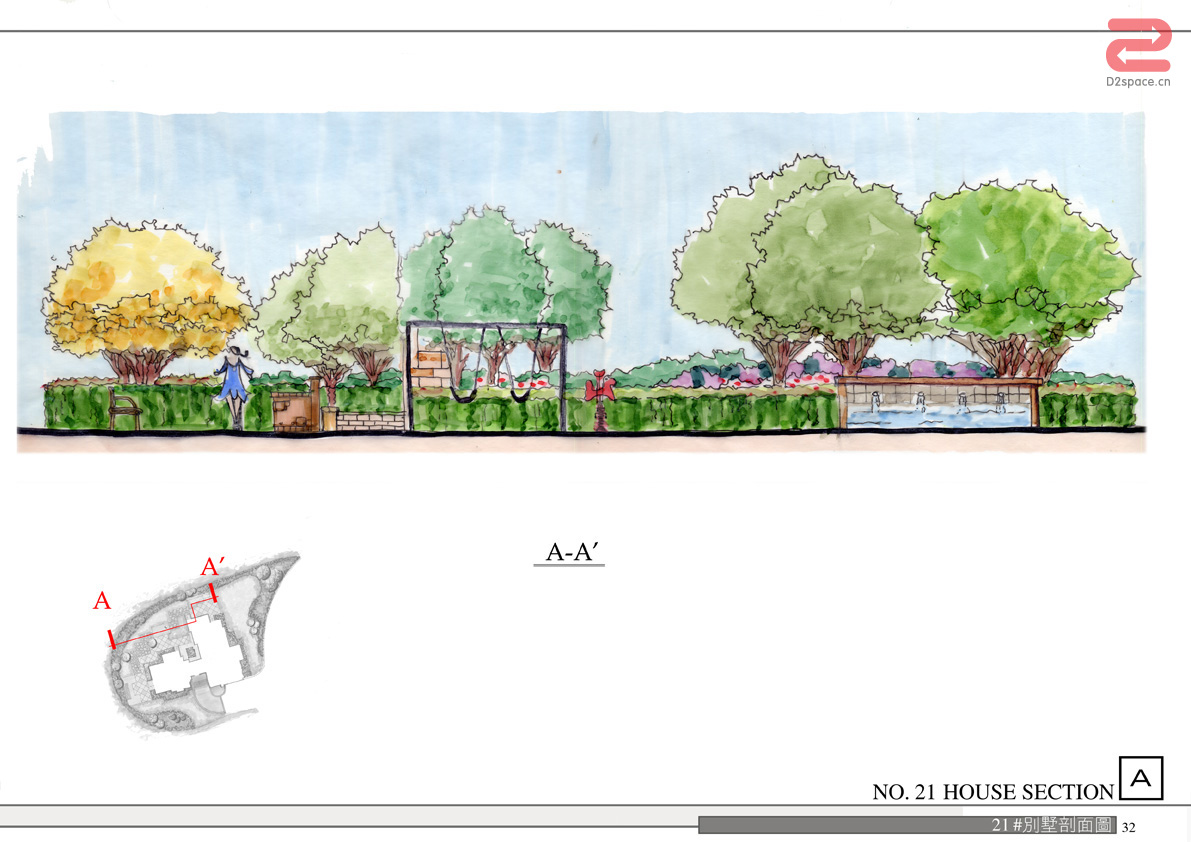 D2space.cn
A-A′
A′
A
NO. 21 HOUSE SECTION A
21#別墅剖面圖 32